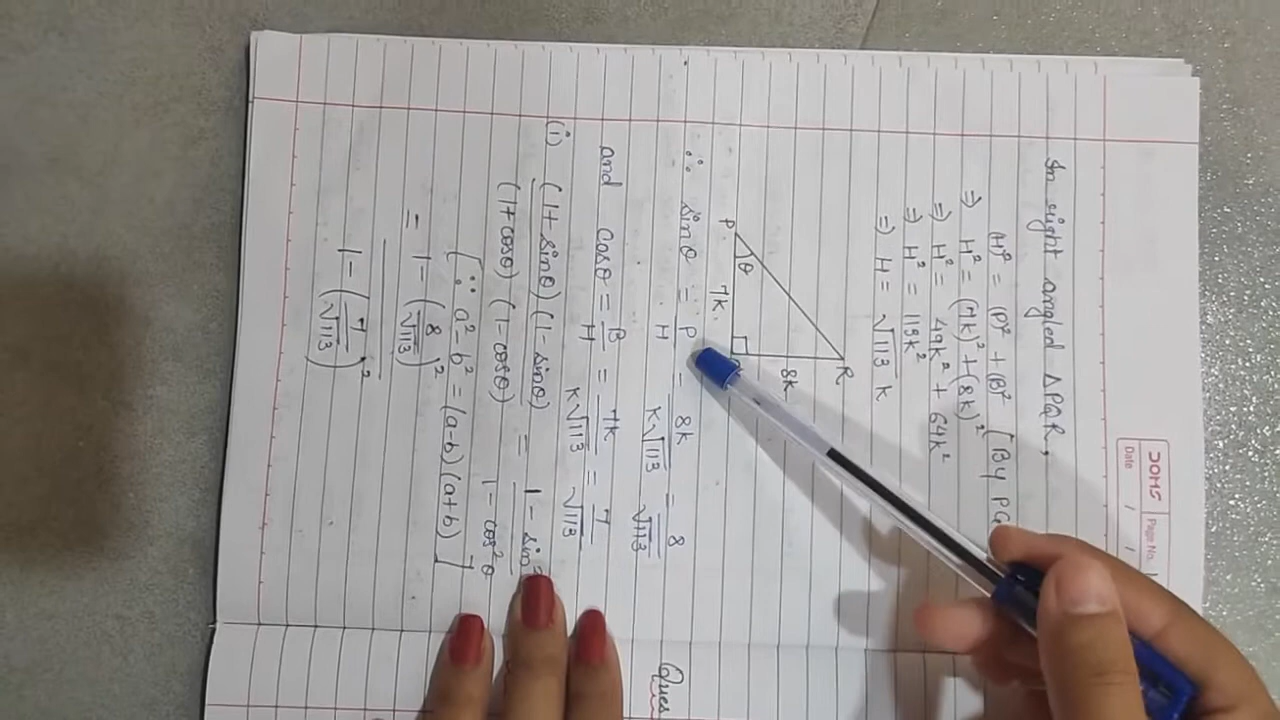 JOMS Page No.
Date / /
In right angled △PQR,
(H)² = (P)² + (B)² [By PG
⇒ H² = (7k)² + (8k)²
⇒ H² = 49k² + 64k²
⇒ H² = 113k²
⇒ H = √113 k
R
8k
P θ 7k
∴ sinθ = P/H = 8k/k√113 = 8/√113
and cosθ = B/H = 7k/k√113 = 7/√113
(i) (1+sinθ)(1-sinθ)/(1+cosθ)(1-cosθ) = 1-sin²/1-cos²θ
[∵ a²-b² = (a-b)(a+b)]
= 1-(8/√113)²/1-(7/√113)²
Ques